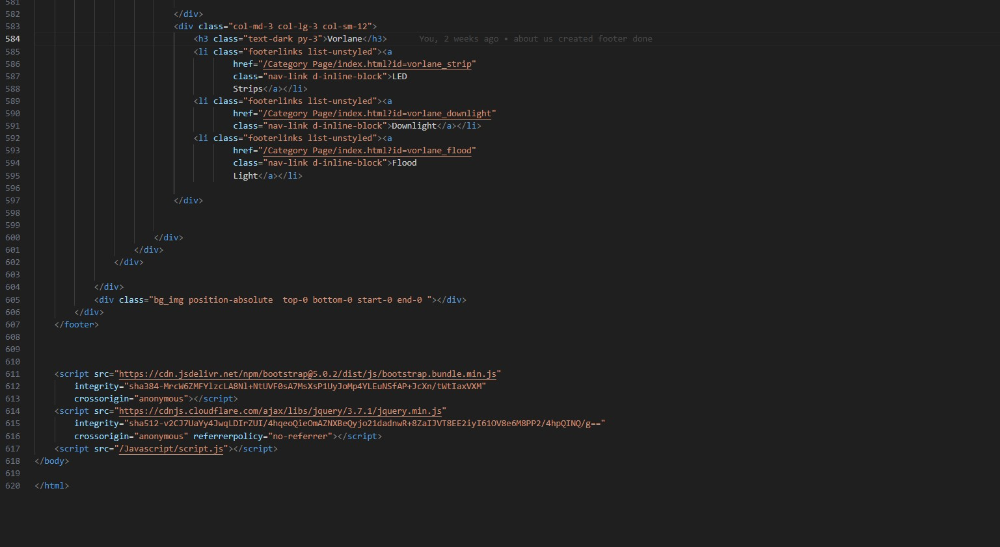 581
582 </div>
583 <div class="col-md-3 col-lg-3 col-sm-12">
584 <h3 class="text-dark py-3">Vorlane</h3> You, 2 weeks ago • about us created footer done
585 <li class="footerlinks list-unstyled"><a
586 href="/Category Page/index.html?id=vorlane_strip"
587 class="nav-link d-inline-block">LED
588 Strips</a></li>
589 <li class="footerlinks list-unstyled"><a
590 href="/Category Page/index.html?id=vorlane_downlight"
591 class="nav-link d-inline-block">Downlight</a></li>
592 <li class="footerlinks list-unstyled"><a
593 href="/Category Page/index.html?id=vorlane_flood"
594 class="nav-link d-inline-block">Flood
595 Light</a></li>
596
597 </div>
598
599
600 </div>
601 </div>
602 </div>
603
604 </div>
605 <div class="bg_img position-absolute  top-0 bottom-0 start-0 end-0 "></div>
606 </div>
607 </footer>
608
609
610
611 <script src="https://cdn.jsdelivr.net/npm/bootstrap@5.0.2/dist/js/bootstrap.bundle.min.js"
612 integrity="sha384-MrcW6ZMFYlzcLA8Nl+NtUVF0sA7MsXsP1UyJoMp4YLEuNSfAP+JcXn/tWtIaxVXM"
613 crossorigin="anonymous"></script>
614 <script src="https://cdnjs.cloudflare.com/ajax/libs/jquery/3.7.1/jquery.min.js"
615 integrity="sha512-v2CJ7UaYy4JwqLDIrZUI/4hqeoQieOmAZNXBeQyjo21dadnwR+8ZaIJVT8EE2iyI61OV8e6M8PP2/4hpQINQ/g=="
616 crossorigin="anonymous" referrerpolicy="no-referrer"></script>
617 <script src="/Javascript/script.js"></script>
618 </body>
619
620 </html>